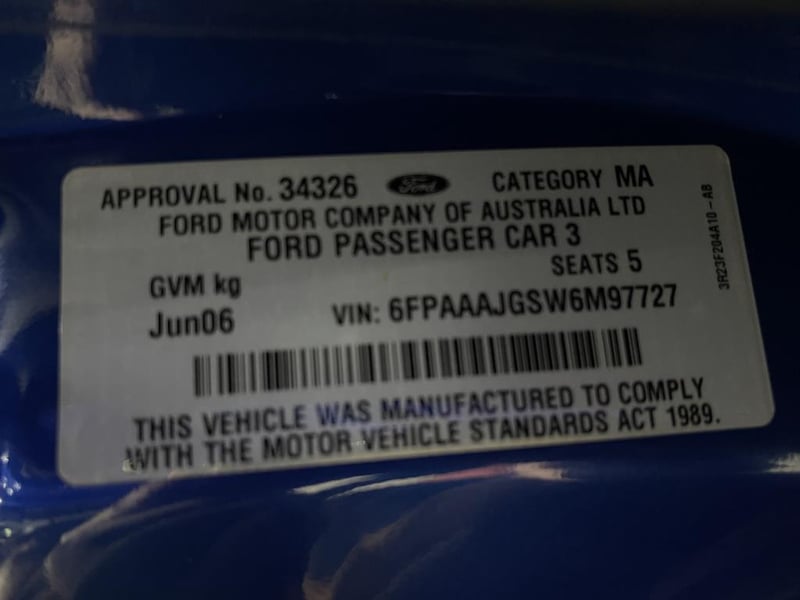 APPROVAL No. 34326 Ford CATEGORY MA
FORD MOTOR COMPANY OF AUSTRALIA LTD
FORD PASSENGER CAR 3
SEATS 5
GVM kg
Jun06 VIN: 6FPAAAJGSW6M97727
THIS VEHICLE WAS MANUFACTURED TO COMPLY
WITH THE MOTOR VEHICLE STANDARDS ACT 1989.
3R23F204A10-AB